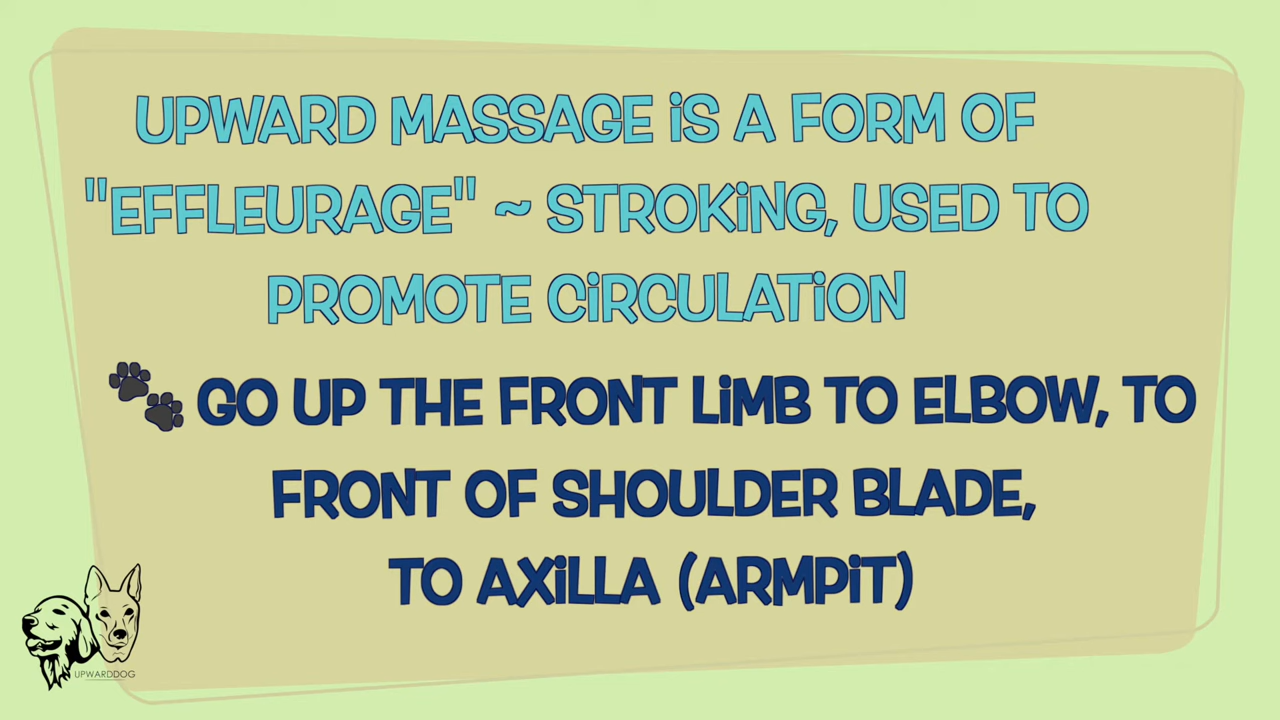 UPWARD MASSAGE iS A FORM OF
"EFFLEURAGE" ~ STROKiNG, USED TO
PROMOTE CiRCULATiON
GO UP THE FRONT LiMB TO ELBOW, TO
FRONT OF SHOULDER BLADE,
TO AXiLLA (ARMPiT)
UPWARDDOG